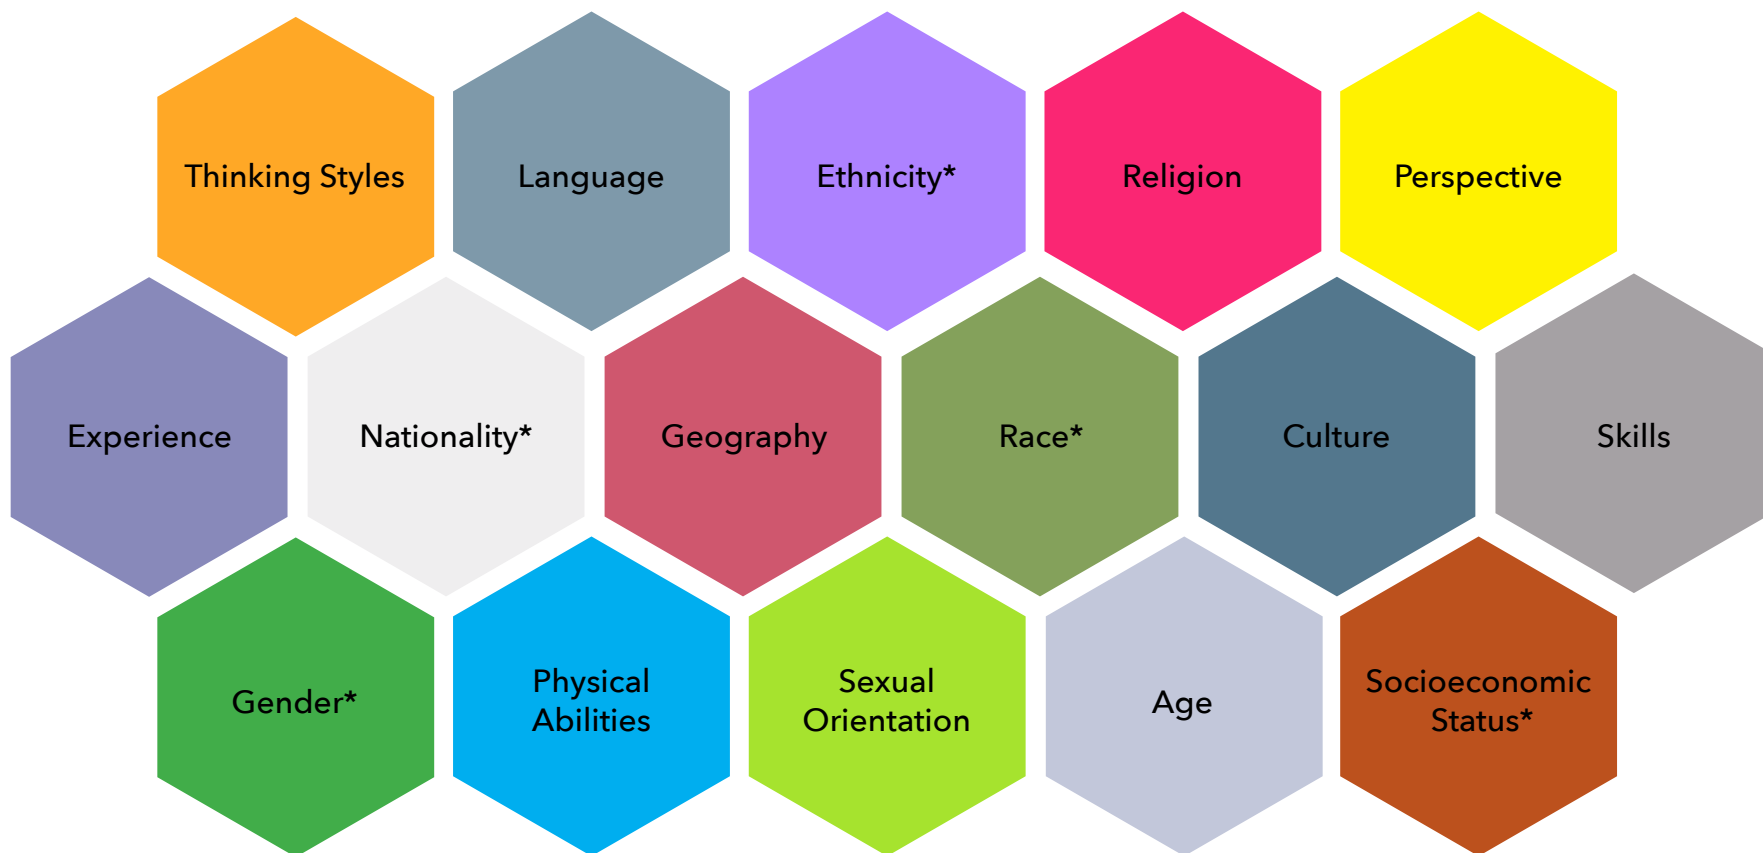 Thinking Styles
Language
Ethnicity*
Religion
Perspective
Experience
Nationality*
Geography
Race*
Culture
Skills
Gender*
Physical
Abilities
Sexual
Orientation
Age
Socioeconomic
Status*